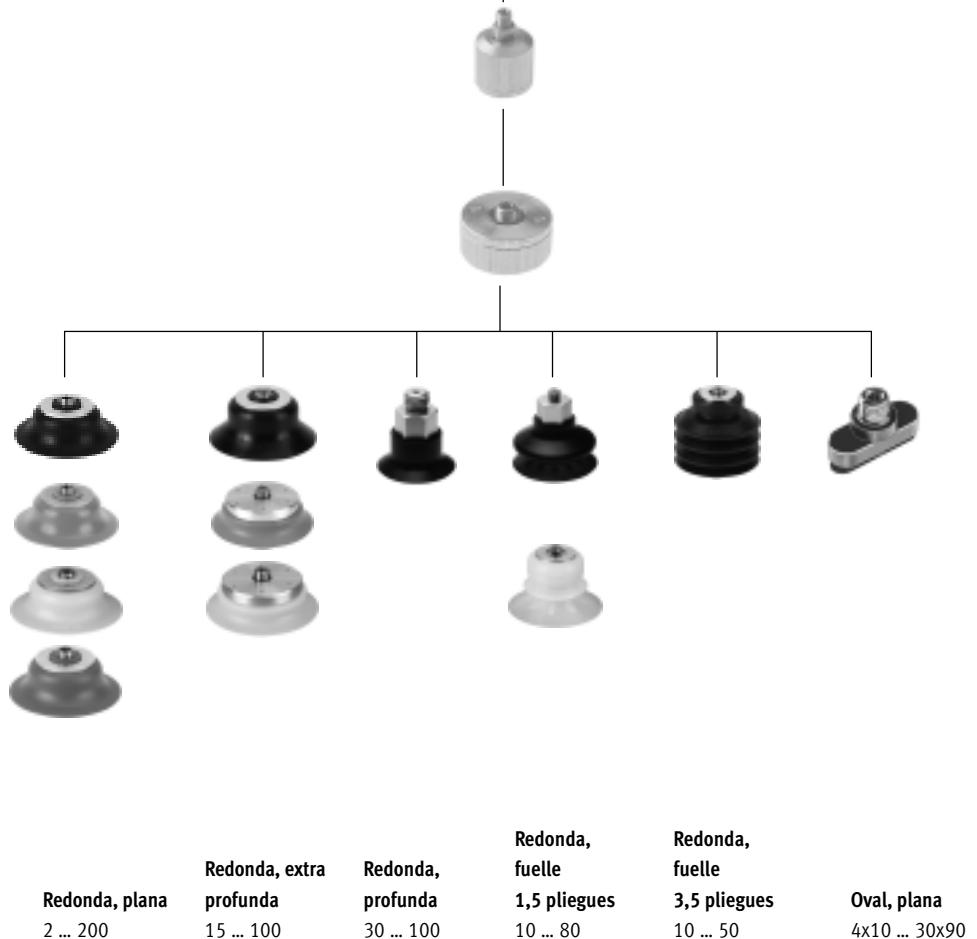 Redonda, plana
2 ... 200
Redonda, extra
profunda
15 ... 100
Redonda,
profunda
30 ... 100
Redonda,
fuelle
1,5 pliegues
10 ... 80
Redonda,
fuelle
3,5 pliegues
10 ... 50
Oval, plana
4x10 ... 30x90